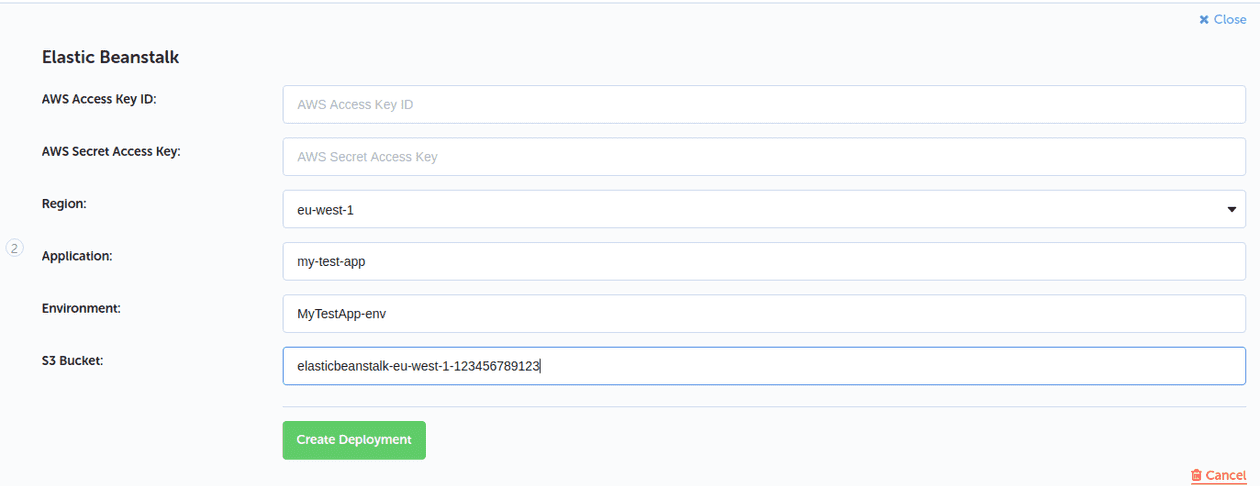 ✖ Close
Elastic Beanstalk
AWS Access Key ID:
AWS Access Key ID
AWS Secret Access Key:
AWS Secret Access Key
Region:
eu-west-1
2
Application:
my-test-app
Environment:
MyTestApp-env
S3 Bucket:
elasticbeanstalk-eu-west-1-123456789123
Create Deployment
Cancel